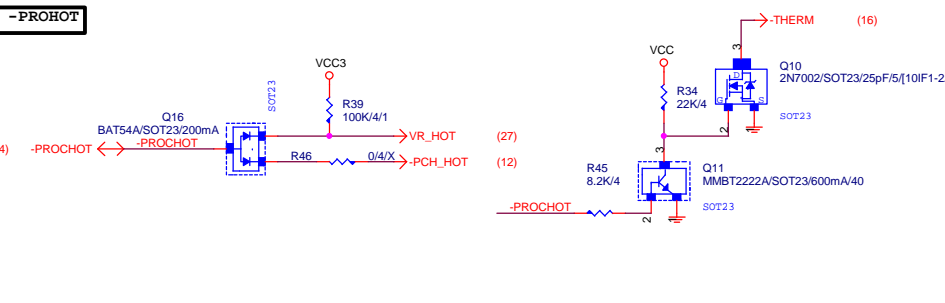 -PROHOT
-THERM (16)
VCC3
VCC
Q10
2N7002/SOT23/25pF/5/[10IF1-2
SOT23
D
G
S
3
2
R34
22K/4
SOT23
R39
100K/4/1
Q16
BAT54A/SOT23/200mA
4) -PROCHOT
-PROCHOT
VR_HOT (27)
R46 0/4/X
-PCH_HOT (12)
3
R45
8.2K/4
Q11
MMBT2222A/SOT23/600mA/40
SOT23
-PROCHOT
2